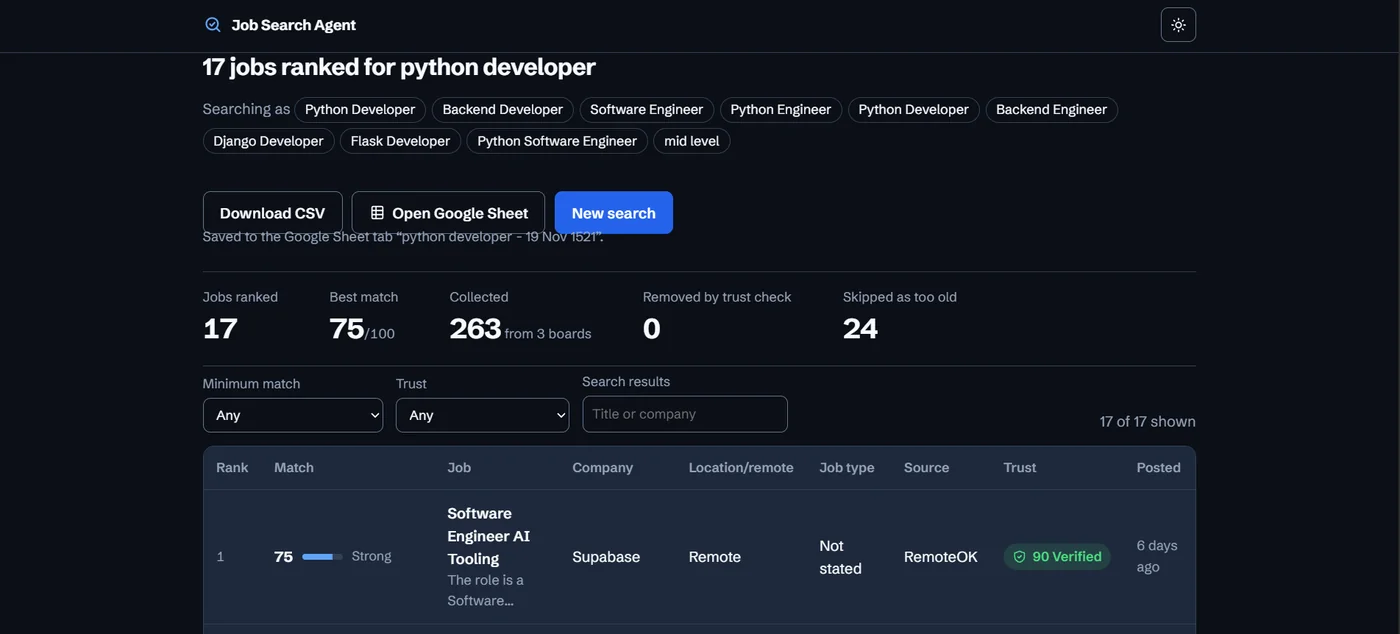 Job Search Agent
17 jobs ranked for python developer
Searching as Python Developer Backend Developer Software Engineer Python Engineer Python Developer Backend Engineer
Django Developer Flask Developer Python Software Engineer mid level
Download CSV Open Google Sheet New search
Saved to the Google Sheet tab “python developer - 19 Nov 1521”.
Jobs ranked Best match Collected Removed by trust check Skipped as too old
17 75/100 263 from 3 boards 0 24
Minimum match Trust Search results
Any Any Title or company
17 of 17 shown
Rank Match Job Company Location/remote Job type Source Trust Posted
1 75 Strong
Software
Engineer AI
Tooling
The role is a
Software...
Supabase Remote
Not
stated
RemoteOK 90 Verified
6 days
ago